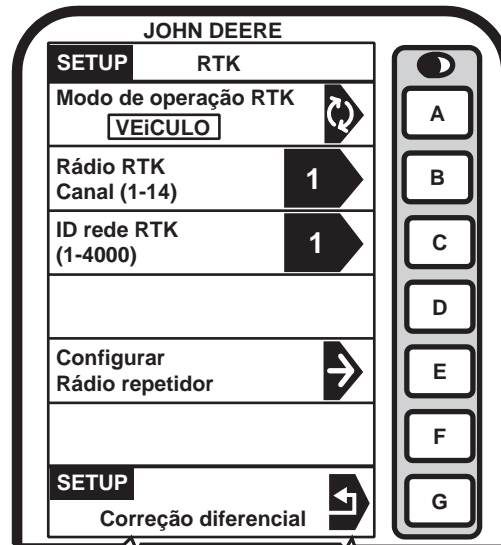 JOHN DEERE
SETUP RTK
Modo de operação RTK
VEiCULO
A
Rádio RTK
Canal (1-14)
1
B
ID rede RTK
(1-4000)
1
C
D
Configurar
Rádio repetidor
E
F
SETUP
Correção diferencial
G